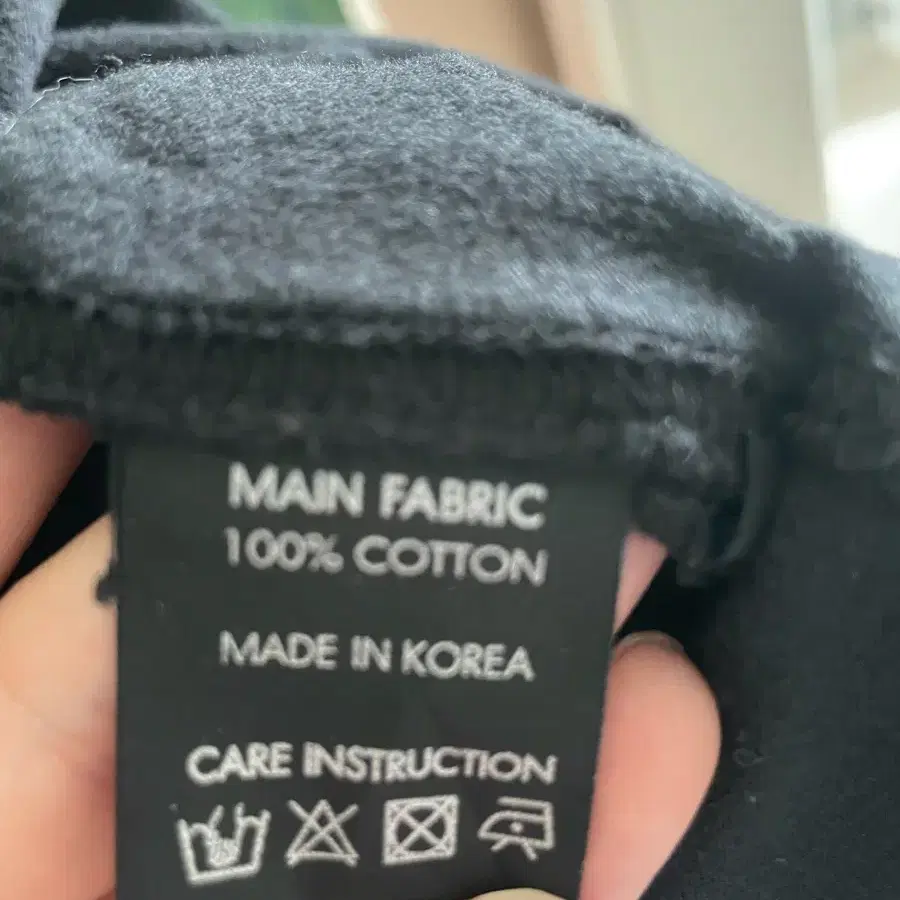 MAIN FABRIC
100% COTTON
MADE IN KOREA
CARE INSTRUCTION